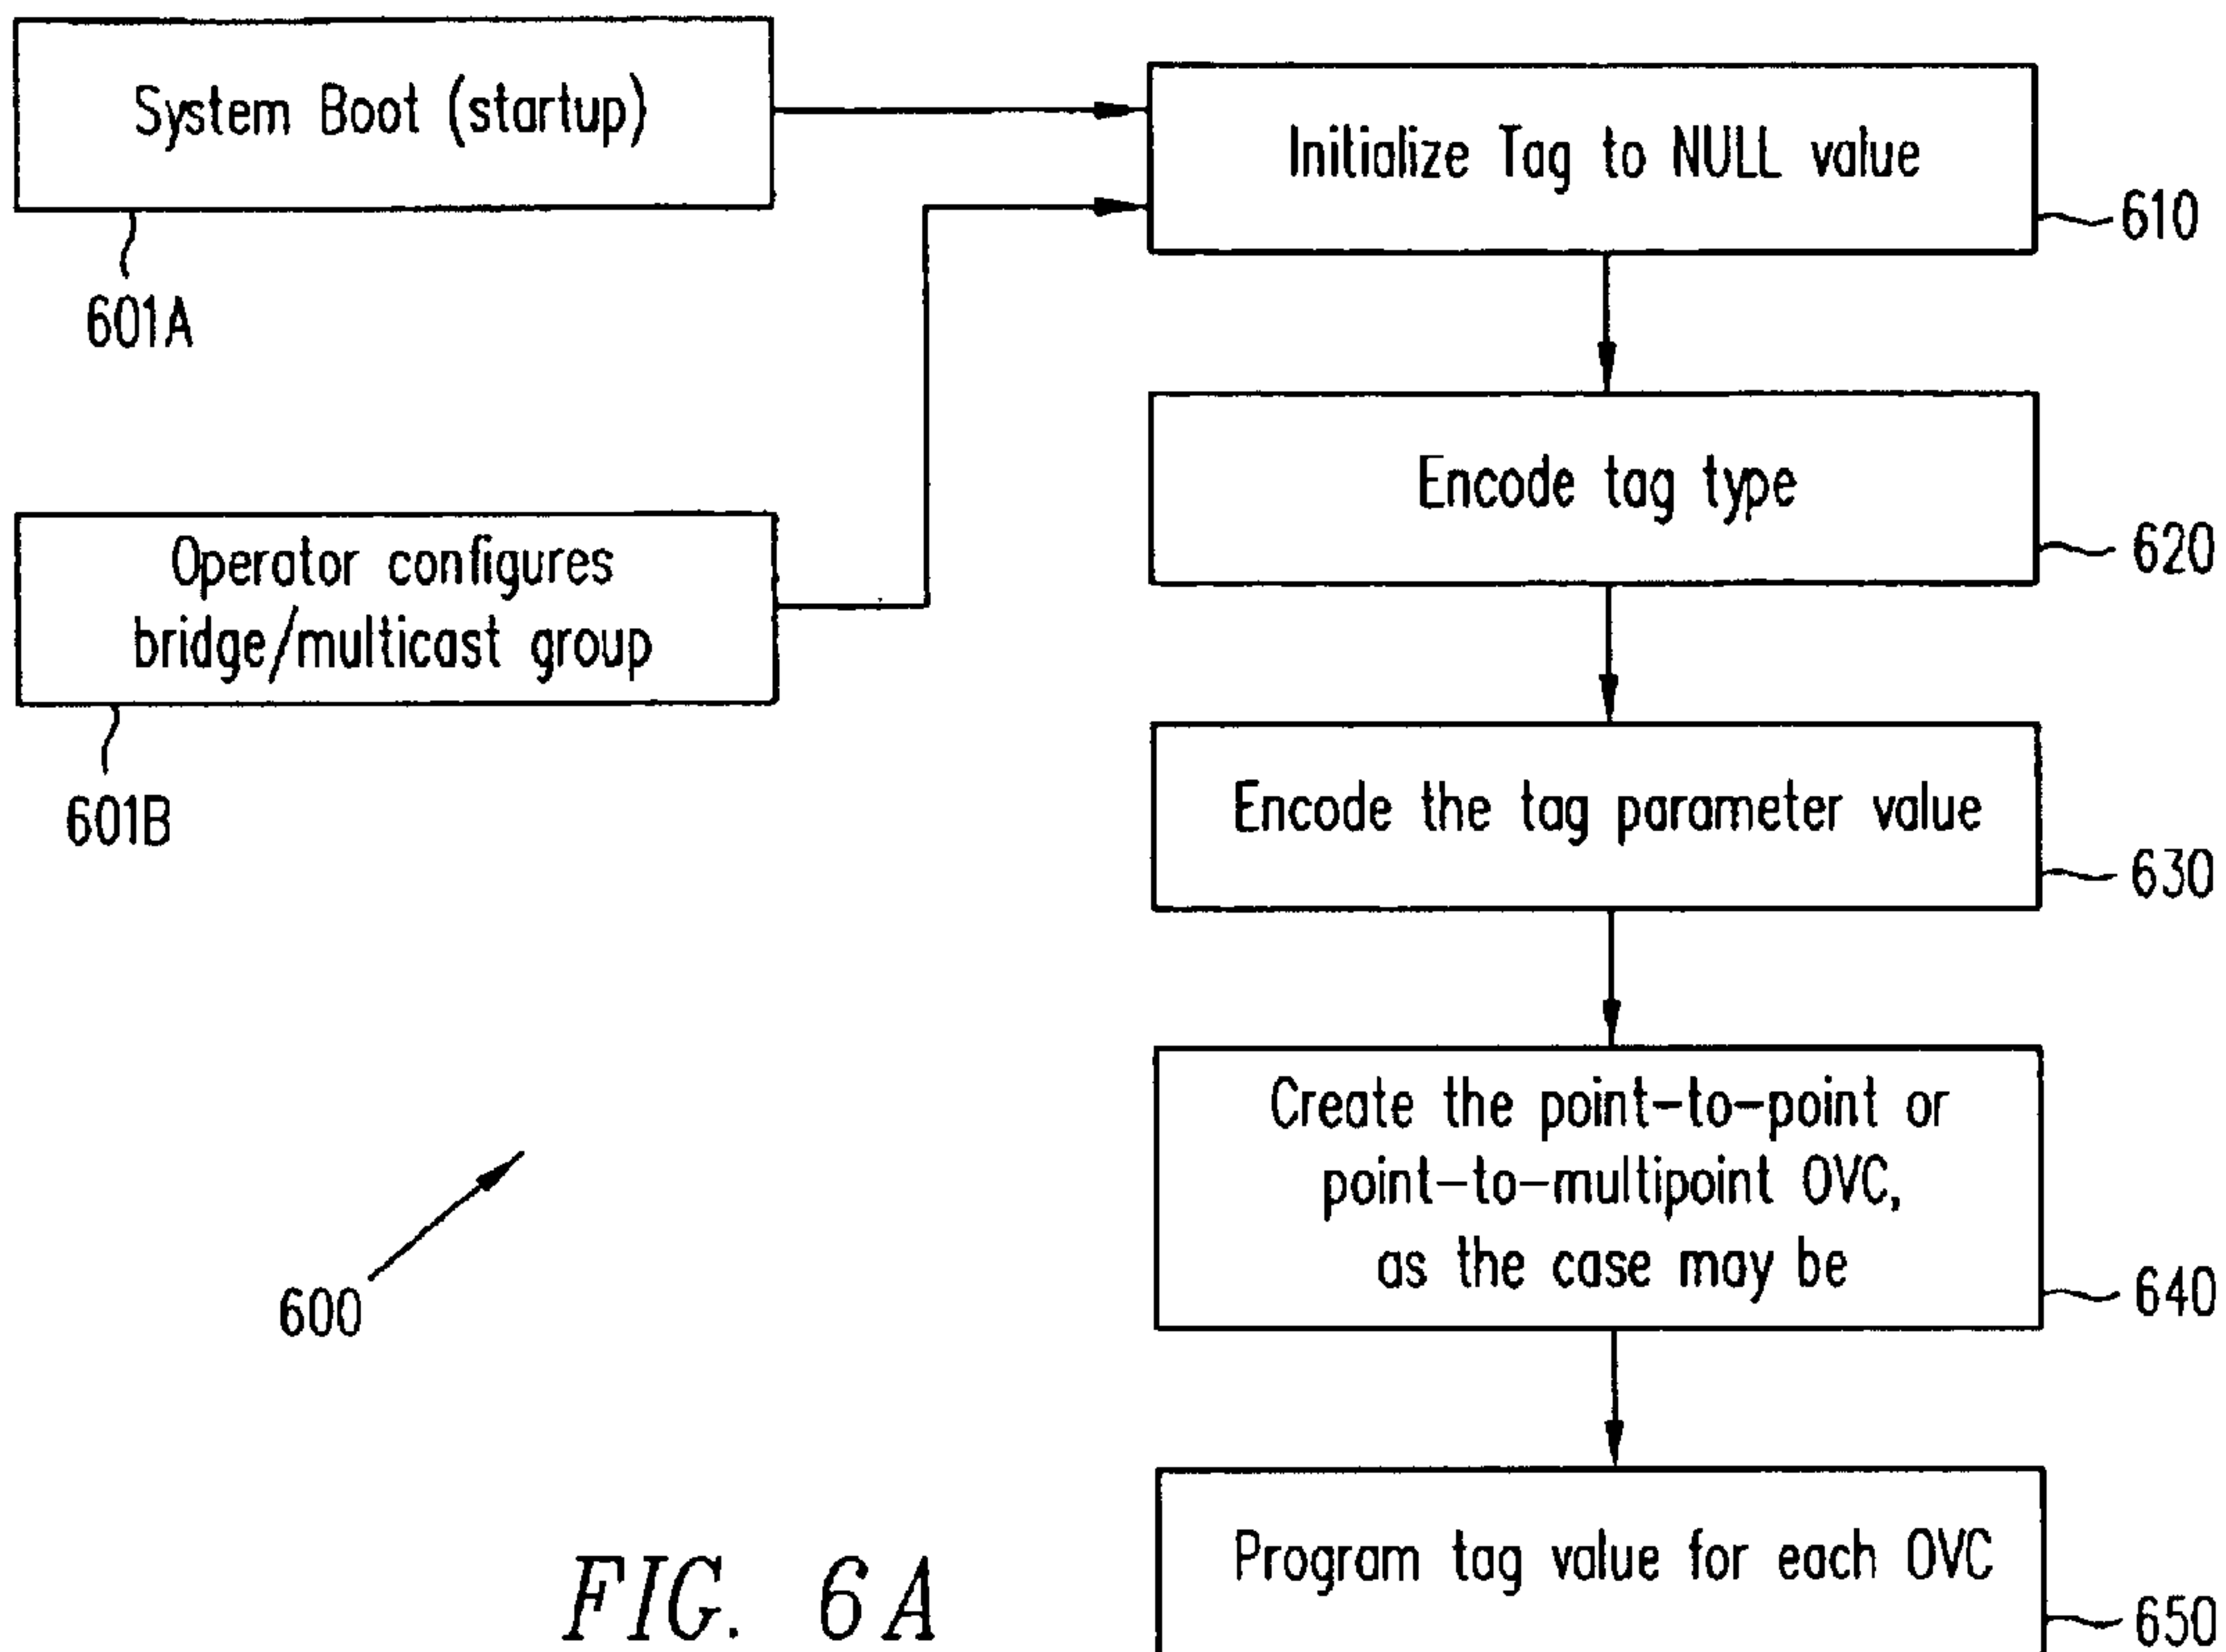 System Boot (startup)
601A
Initialize Tag to NULL value
610
Encode tag type
620
Operator configures
bridge/multicast group
601B
Encode the tag parameter value
630
Create the point-to-point or
point-to-multipoint OVC,
as the case may be
640
600
Program tag value for each OVC
650
FIG. 6A